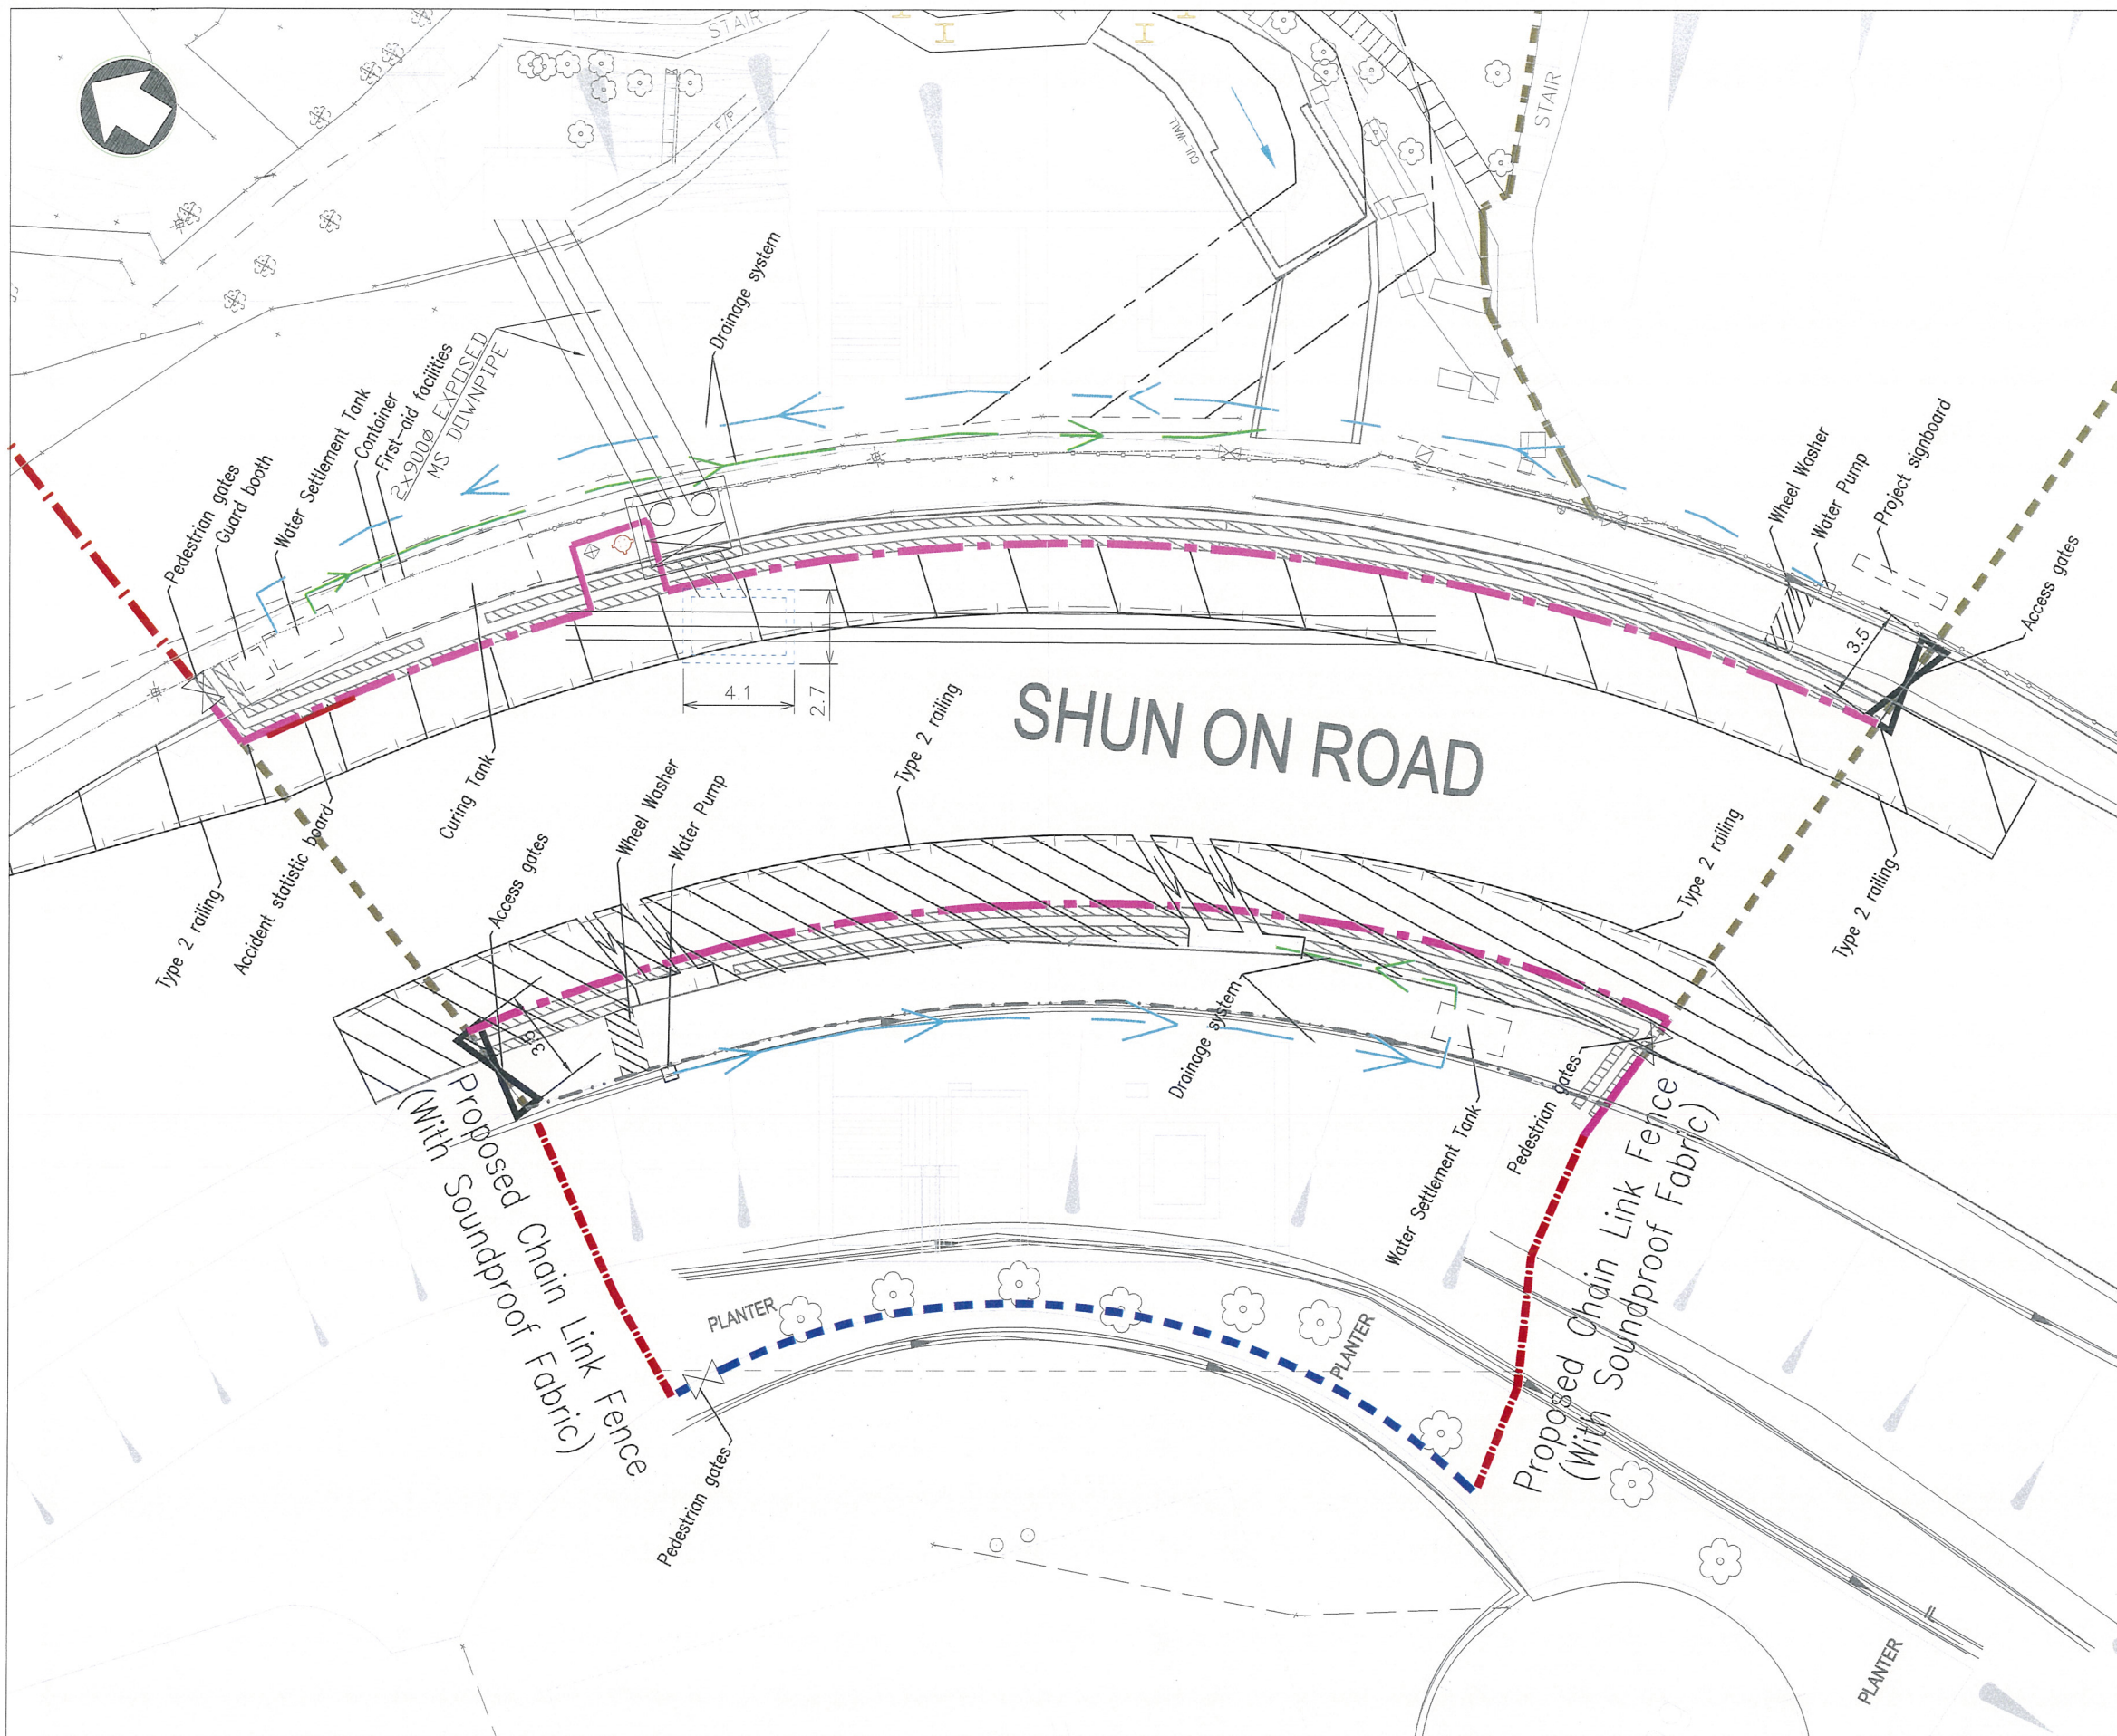 STAIR
F/P
CUL-WALL
STAIR
Drainage system
2x900ø EXPOSED
MS DOWNPIPE
First-aid facilities
Container
Water Settlement Tank
Guard booth
Pedestrian gates
Wheel Washer
Water Pump
Project signboard
Access gates
3.5
4.1
2.7
SHUN ON ROAD
Type 2 railing
Accident statistic board
Curing Tank
Access gates
Wheel Washer
Water Pump
Type 2 railing
Type 2 railing
Type 2 railing
3.5
Drainage system
Water Settlement Tank
Pedestrian gates
Proposed Chain Link Fence
(With Soundproof Fabric)
Proposed Chain Link Fence
(With Soundproof Fabric)
PLANTER
PLANTER
Pedestrian gates
PLANTER